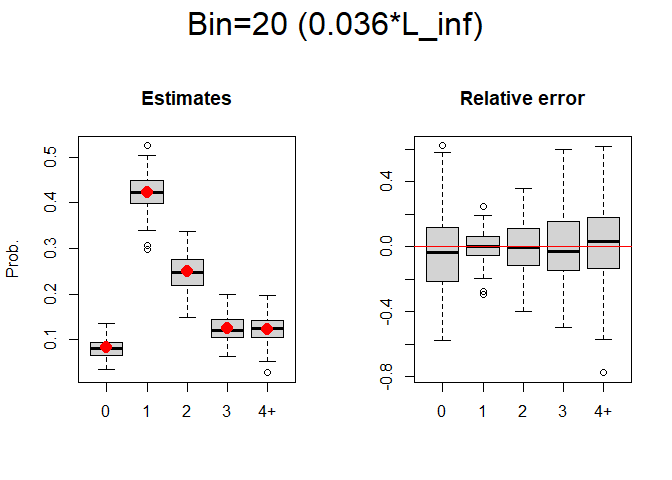 Bin=20 (0.036*L_inf)
Estimates
Prob.
0.5
0.4
0.3
0.2
0.1
0 1 2 3 4+
Relative error
0.4
0.0
-0.4
-0.8
0 1 2 3 4+